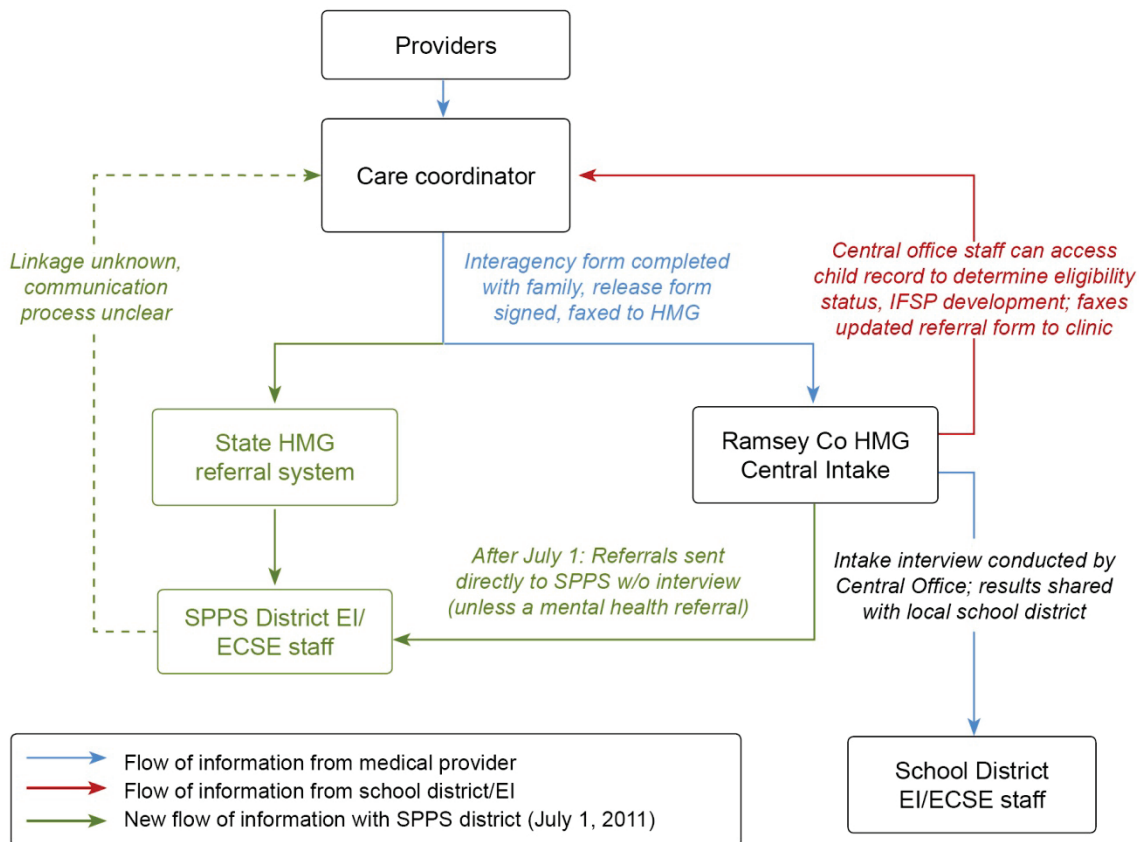 Providers
Care coordinator
Linkage unknown,
communication
process unclear
Interagency form completed
with family, release form
signed, faxed to HMG
Central office staff can access
child record to determine eligibility
status, IFSP development; faxes
updated referral form to clinic
State HMG
referral system
Ramsey Co HMG
Central Intake
After July 1: Referrals sent
directly to SPPS w/o interview
(unless a mental health referral)
Intake interview conducted by
Central Office; results shared
with local school district
SPPS District EI/
ECSE staff
School District
EI/ECSE staff
Flow of information from medical provider
Flow of information from school district/EI
New flow of information with SPPS district (July 1, 2011)